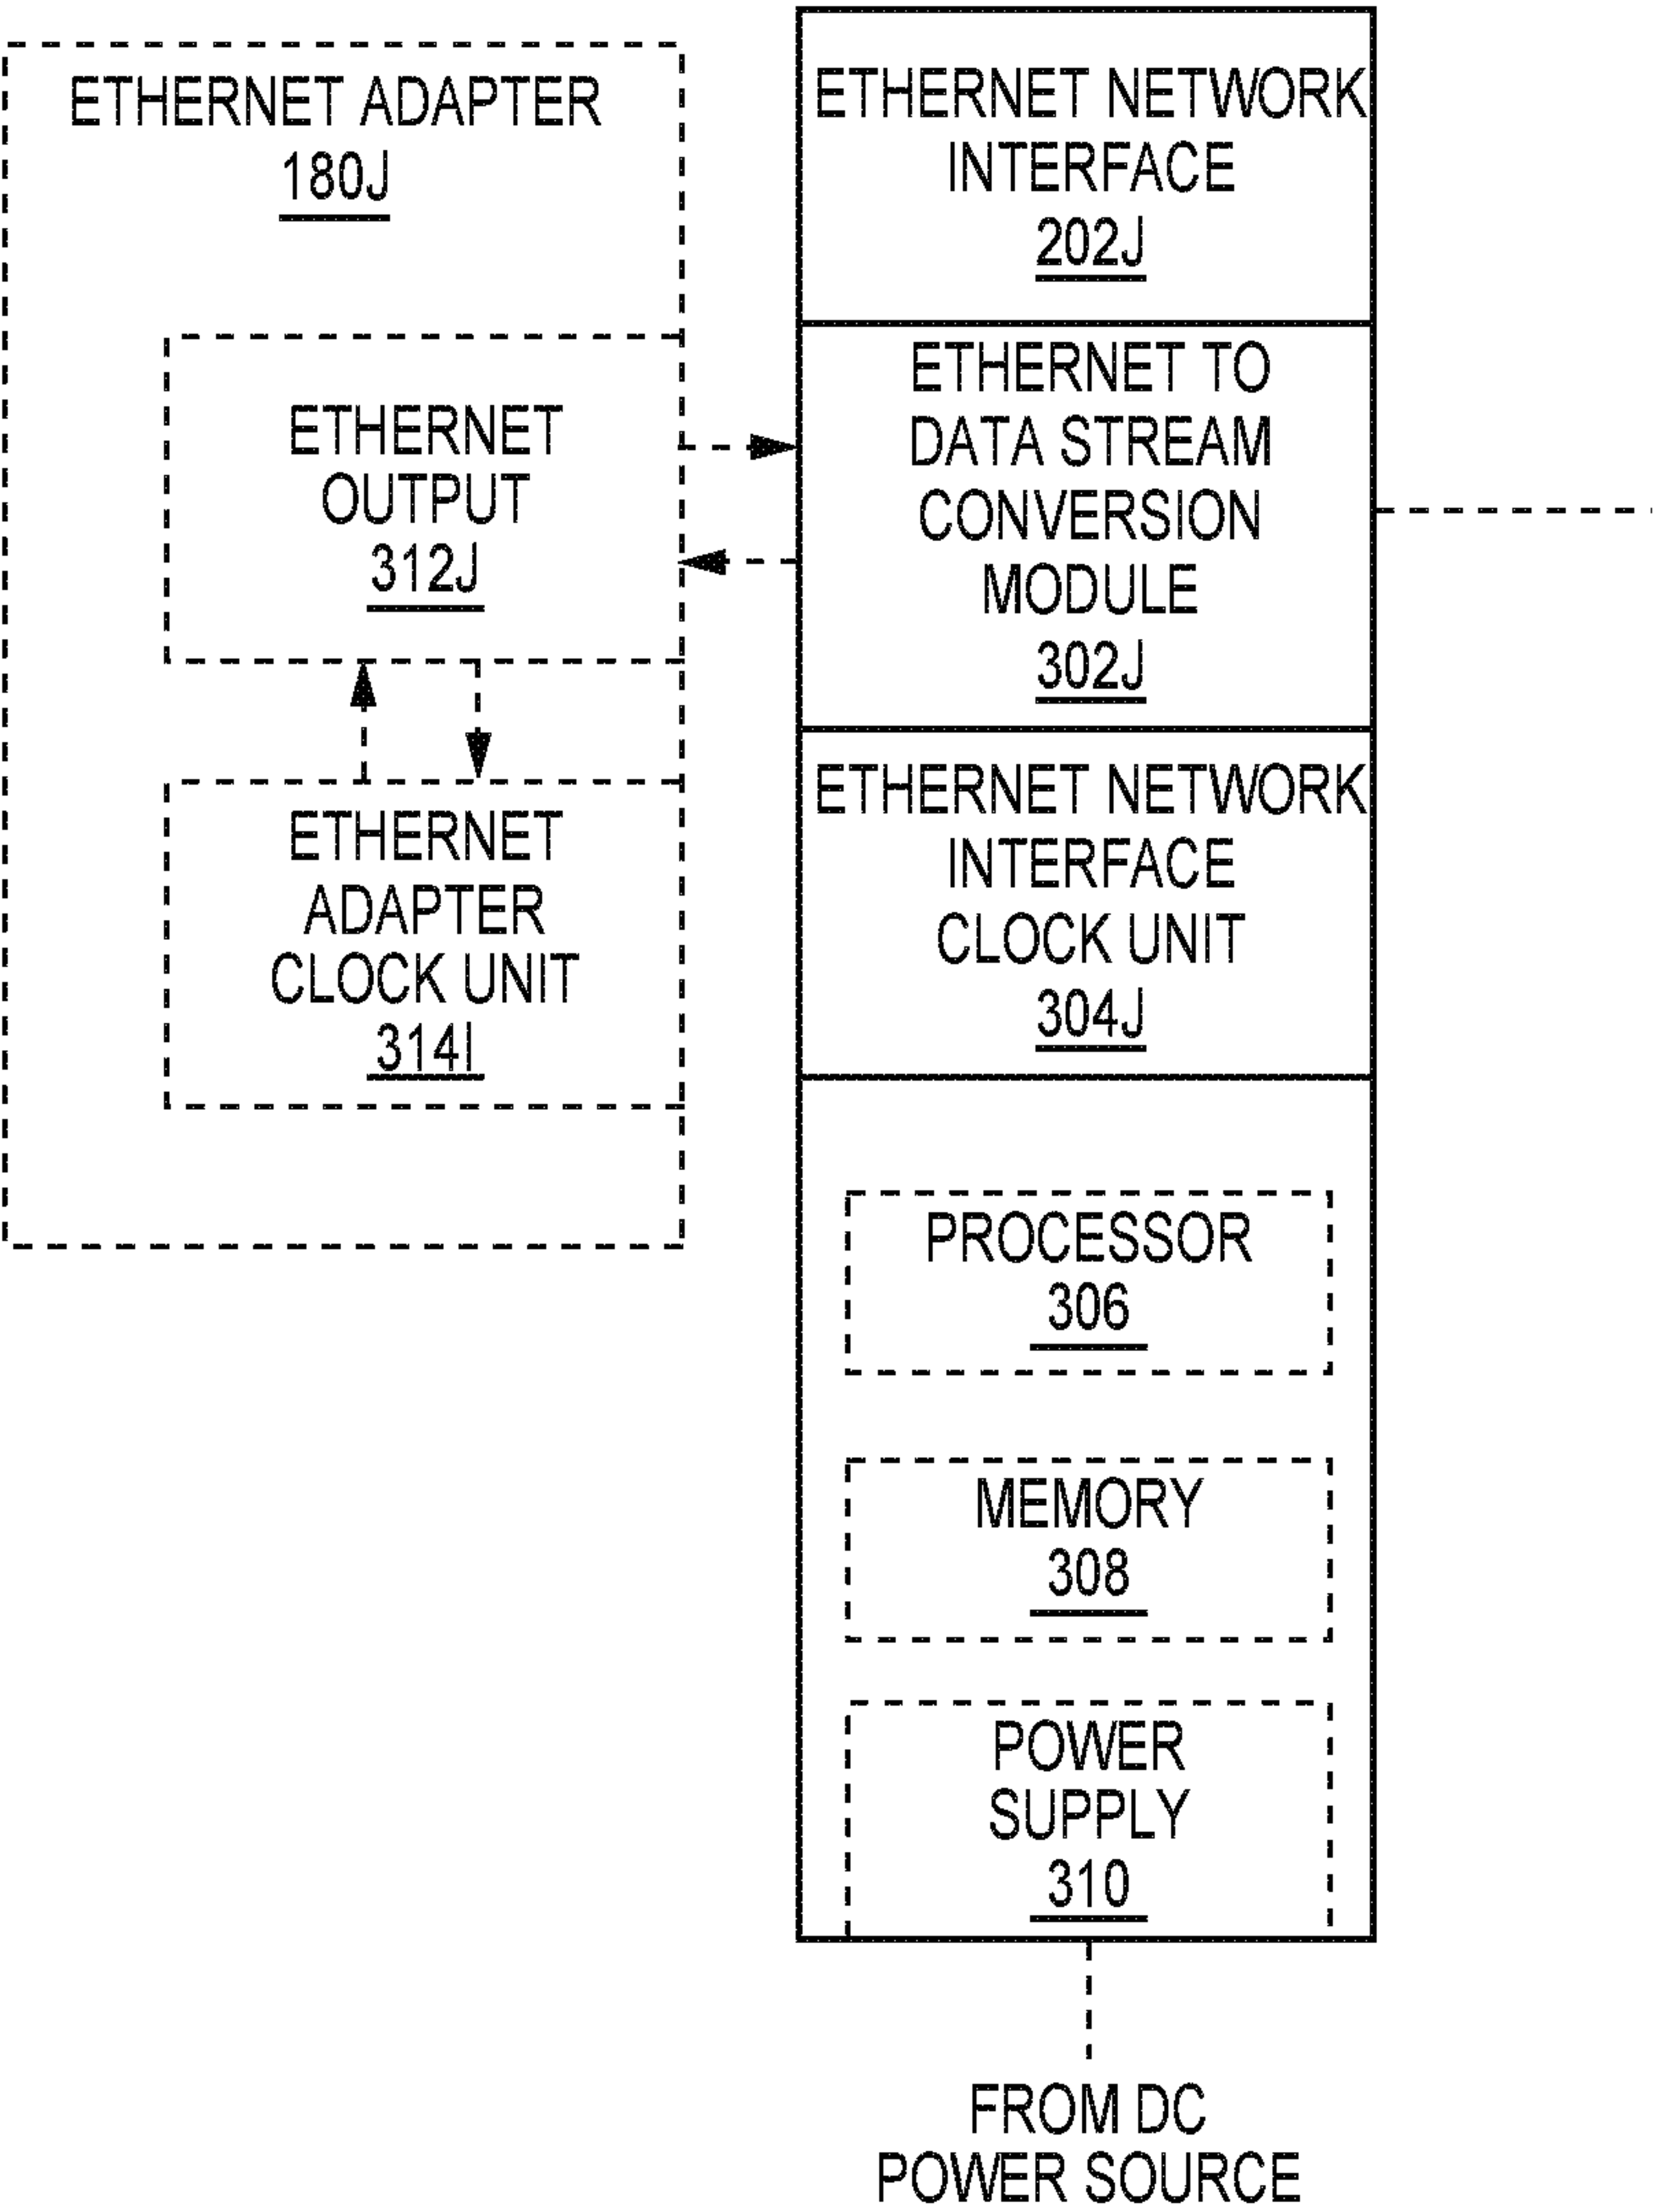 ETHERNET ADAPTER
180J
ETHERNET
OUTPUT
312J
ETHERNET
ADAPTER
CLOCK UNIT
314I
ETHERNET NETWORK
INTERFACE
202J
ETHERNET TO
DATA STREAM
CONVERSION
MODULE
302J
ETHERNET NETWORK
INTERFACE
CLOCK UNIT
304J
PROCESSOR
306
MEMORY
308
POWER
SUPPLY
310
FROM DC
POWER SOURCE